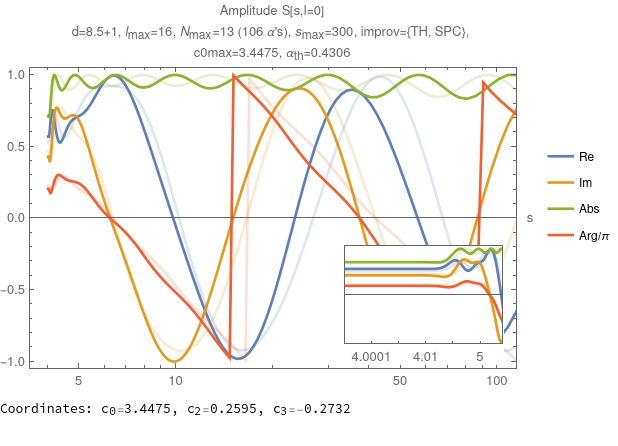 Amplitude S[s,l=0]
d=8.5+1, lmax=16, Nmax=13 (106 α's), smax=300, improv={TH, SPC},
c0max=3.4475, αth=0.4306
1.0
0.5
0.0
−0.5
−1.0
5
10
50
100
s
4.0001
4.01
5
Re
Im
Abs
Arg/π
Coordinates: c0=3.4475, c2=0.2595, c3=−0.2732